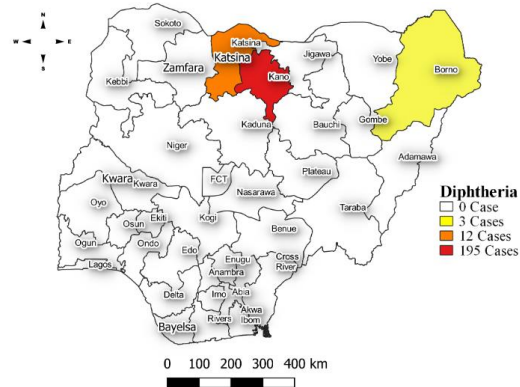 N
W E
S
Sokoto
Katsina
Katsina
Jigawa
Yobe
Borno
Zamfara
Kebbi
Kano
Kaduna
Bauchi
Gombe
Adamawa
Niger
Plateau
Kwara
Kwara
FCT
Nasarawa
Taraba
Oyo
Osun
Ekiti
Kogi
Benue
Ogun
Ondo
Edo
Lagos
Enugu
Anambra
Cross
River
Delta
Imo
Abia
Bayelsa
Rivers
Akwa
Ibom
Diphtheria
0 Case
3 Cases
12 Cases
195 Cases
0 100 200 300 400 km